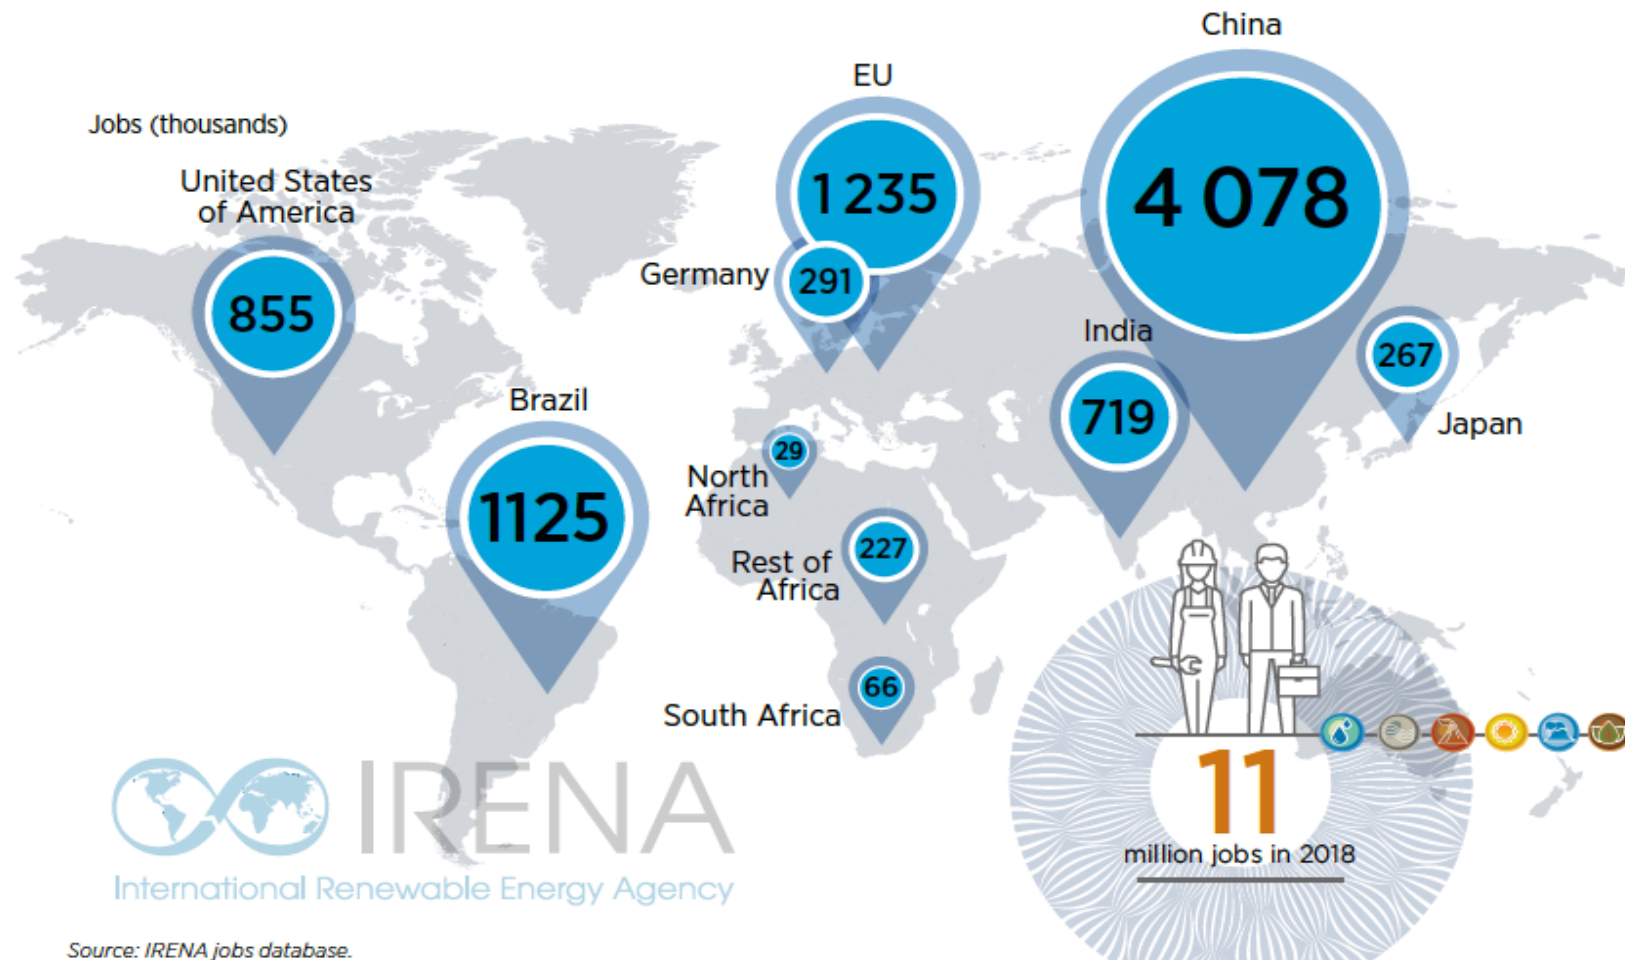 China
EU
Jobs (thousands)
4 078
1 235
United States
of America
Germany
291
855
India
267
Brazil
719
Japan
29
North
Africa
1125
227
Rest of
Africa
66
South Africa
IRENA
11
million jobs in 2018
International Renewable Energy Agency
Source: IRENA jobs database.